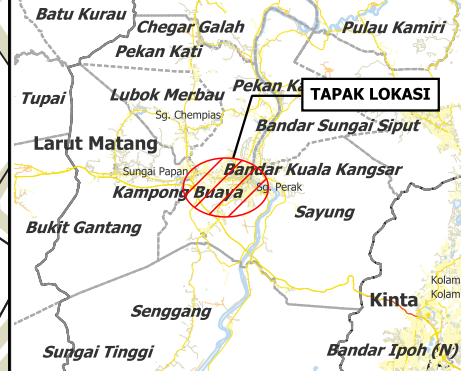 Batu Kurau
Chegar Galah
Pulau Kamiri
Pekan Kati
Tupai
Lubok Merbau
Pekan
TAPAK LOKASI
Sg. Chempias
Bandar Sungai Siput
Larut Matang
Sungai Papan
Bandar Kuala Kangsar
Kampong Buaya
Sg. Perak
Sayung
Bukit Gantang
Kolam
Kolam
Kinta
Senggang
Sungai Tinggi
Bandar Ipoh (N)